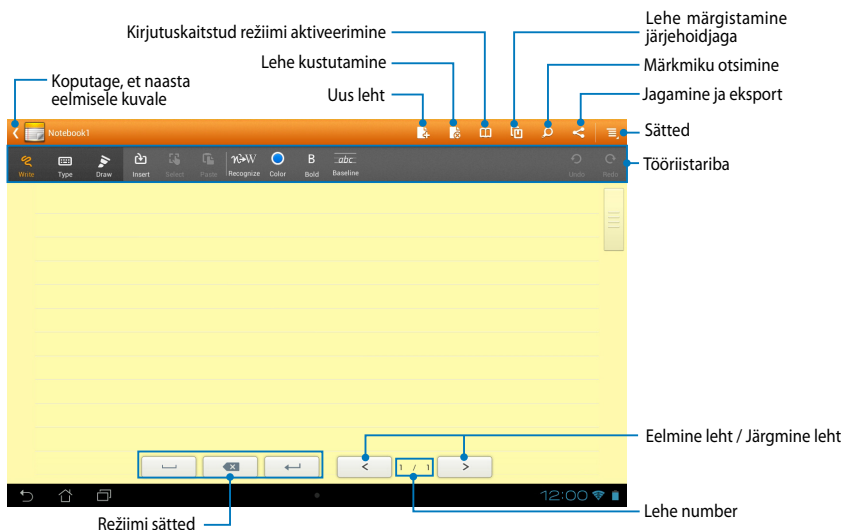 Lehe märgistamine
järjehoidjaga
Kirjutuskaitstud režiimi aktiveerimine
Lehe kustutamine
Märkmiku otsimine
Koputage, et naasta
eelmisele kuvale
Uus leht
Jagamine ja eksport
Notebook1
Sätted
Write Type Draw Insert Select Paste Recognize Color B Bold abc Baseline Undo Redo
Tööriistariba
Eelmine leht / Järgmine leht
< 1 / 1 >
12:00
Lehe number
Režiimi sätted